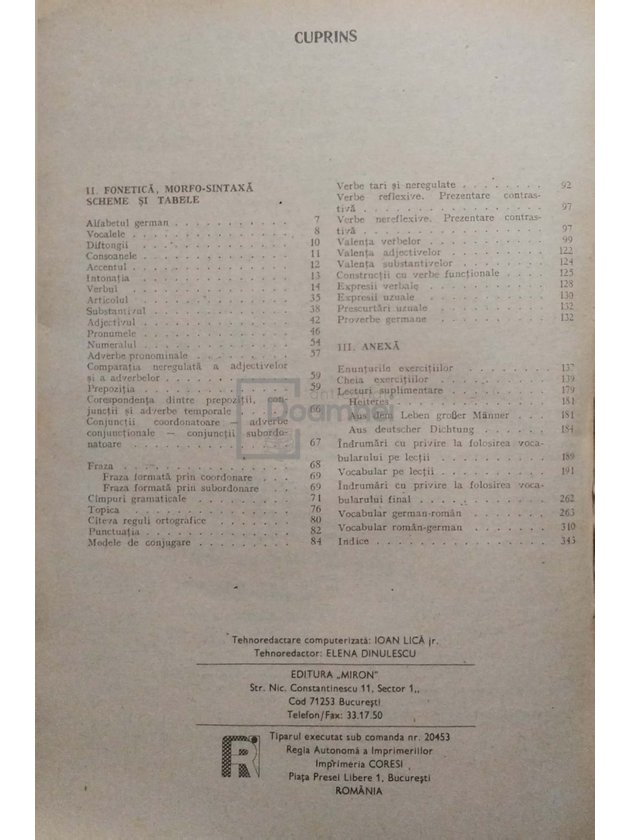 CUPRINS
II. FONETICĂ, MORFO-SINTAXĂ
SCHEME ȘI TABELE
Alfabetul german . . . . . . . . . . . 7
Vocalele . . . . . . . . . . . 8
Diftongii . . . . . . . . . . . 10
Consoanele . . . . . . . . . . . 11
Accentul . . . . . . . . . . . 12
Intonația . . . . . . . . . . . 13
Verbul . . . . . . . . . . . 14
Articolul . . . . . . . . . . . 35
Substantivul . . . . . . . . . . . 38
Adjectivul . . . . . . . . . . . 42
Pronumele . . . . . . . . . . . 46
Numeralul . . . . . . . . . . . 54
Adverbe pronominale . . . . . . . . . 57
Comparația neregulată a adjectivelor
și a adverbelor . . . . . . . . . . 59
Prepoziția . . . . . . . . . . . 59
Corespondența dintre prepoziții, con-
juncții și adverbe temporale . . . . 66
Conjuncții coordonatoare – adverbe
conjuncționale — conjuncții subordo-
natoare . . . . . . . . . . . 67
Fraza . . . . . . . . . . . 68
Fraza formată prin coordonare . . . 69
Fraza formată prin subordonare . . 69
Cîmpuri gramaticale . . . . . . . . 71
Topica . . . . . . . . . . . 76
Cîteva reguli ortografice . . . . . . . 80
Punctuația . . . . . . . . . . . 82
Modele de conjugare . . . . . . . . 84
Verbe tari și neregulate . . . . . . . 92
Verbe reflexive. Prezentare contras-
tivă . . . . . . . . . . . 97
Verbe nereflexive. Prezentare contras-
tivă . . . . . . . . . . . 97
Valența verbelor . . . . . . . . . 99
Valența adjectivelor . . . . . . . . 122
Valența substantivelor . . . . . . . 124
Construcții cu verbe funcționale . . . . 125
Expresii verbale . . . . . . . . . 128
Expresii uzuale . . . . . . . . . 130
Prescurtări uzuale . . . . . . . . 132
Proverbe germane . . . . . . . . 132
III. ANEXĂ
Enunțurile exercițiilor . . . . . . . 137
Cheia exercițiilor . . . . . . . . 139
Lecturi suplimentare . . . . . . . 179
Heiteres . . . . . . . . . . . 181
Aus dem Leben großer Männer . . . 181
Aus deutscher Dichtung . . . . . . 184
Îndrumări cu privire la folosirea voca-
bularului pe lecții . . . . . . . . 189
Vocabular pe lecții . . . . . . . . 191
Îndrumări cu privire la folosirea voca-
bularului final . . . . . . . . . 262
Vocabular german-român . . . . . . 263
Vocabular român-german . . . . . . 310
Indice . . . . . . . . . . . 343
Tehnoredactare computerizată: IOAN LICĂ jr.
Tehnoredactor: ELENA DINULESCU
EDITURA „MIRON"
Str. Nic. Constantinescu 11, Sector 1,
Cod 71253 București
Telefon/Fax: 33.17.50
Tiparul executat sub comanda nr. 20453
Regia Autonomă a Imprimeriilor
Imprimeria CORESI
Piața Presei Libere 1, București
ROMÂNIA